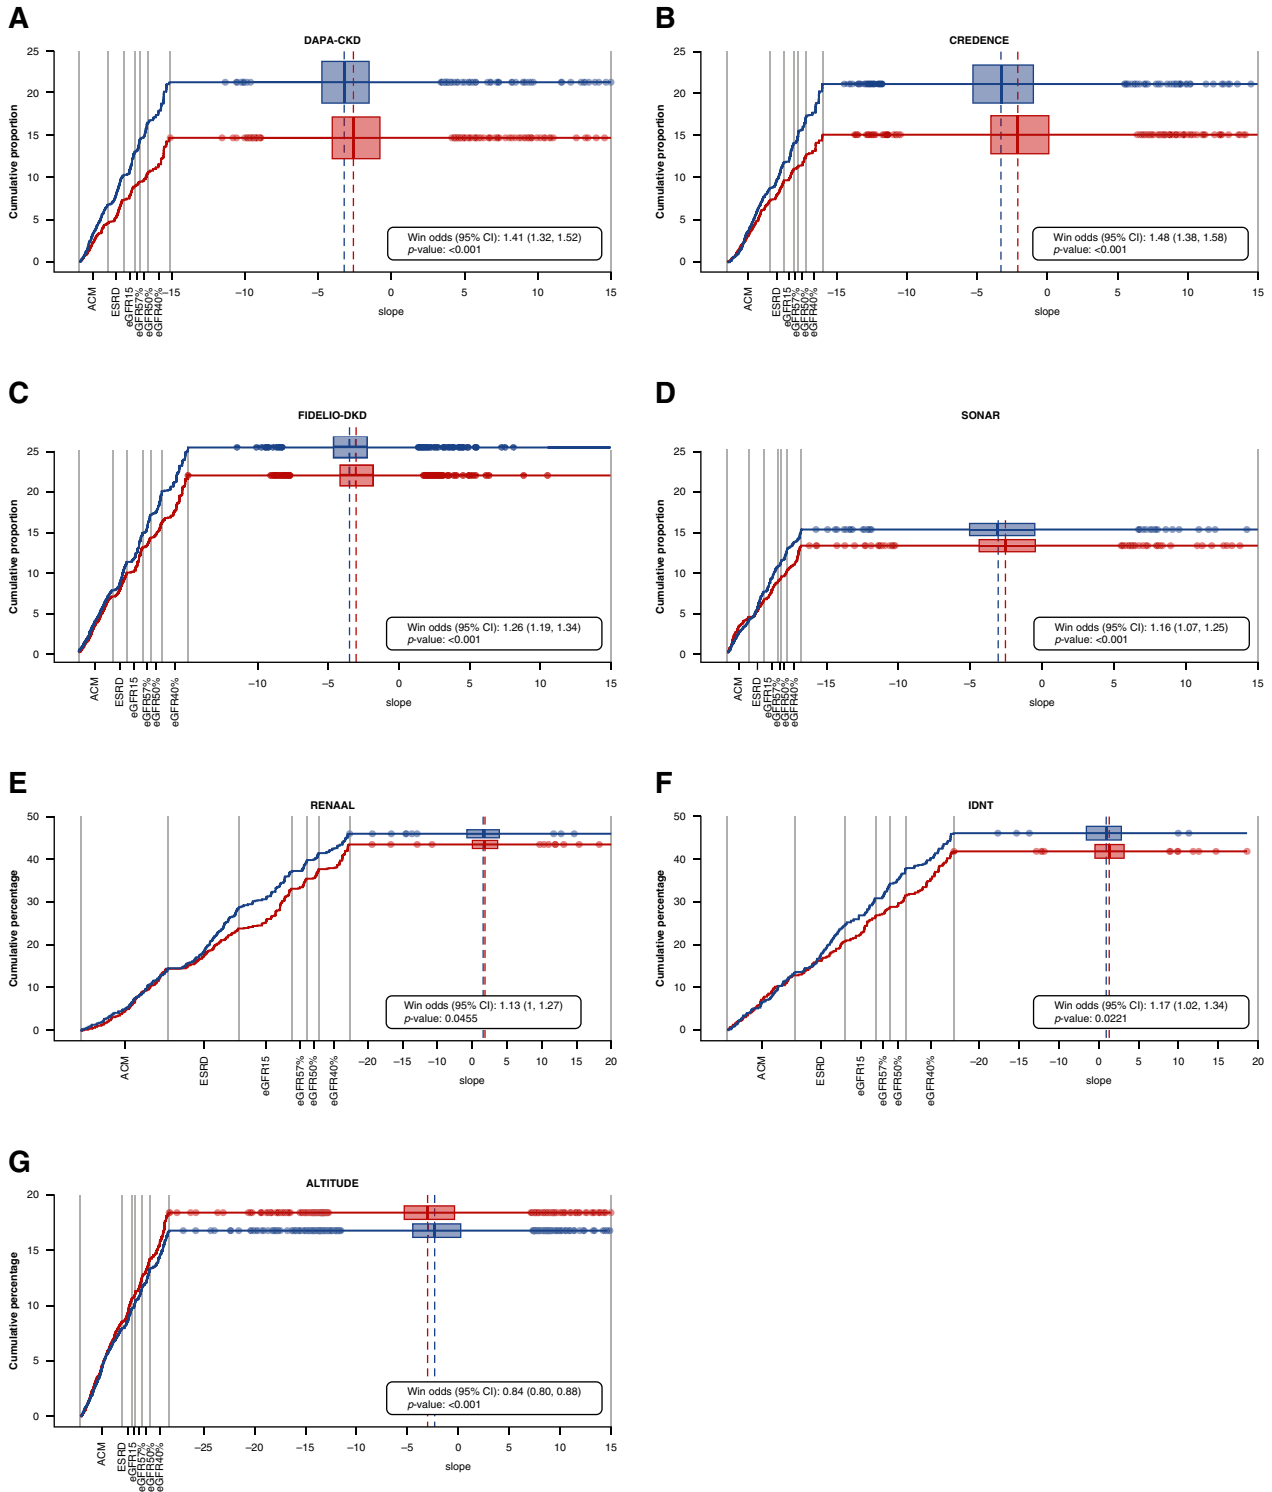 A
DAPA-CKD
Cumulative proportion
25
20
15
10
5
0
Win odds (95% CI): 1.41 (1.32, 1.52)
p-value: <0.001
ACM
ESRD
eGFR15
eGFR57%
eGFR50%
eGFR40%
−15 −10 −5 0 5 10 15
slope
B
CREDENCE
Cumulative proportion
25
20
15
10
5
0
Win odds (95% CI): 1.48 (1.38, 1.58)
p-value: <0.001
ACM
ESRD
eGFR15
eGFR57%
eGFR50%
eGFR40%
−15 −10 −5 0 5 10 15
slope
C
FIDELIO-DKD
Cumulative proportion
25
20
15
10
5
0
Win odds (95% CI): 1.26 (1.19, 1.34)
p-value: <0.001
ACM
ESRD
eGFR15
eGFR57%
eGFR50%
eGFR40%
−10 −5 0 5 10 15
slope
D
SONAR
Cumulative proportion
25
20
15
10
5
0
Win odds (95% CI): 1.16 (1.07, 1.25)
p-value: <0.001
ACM
ESRD
eGFR15
eGFR57%
eGFR50%
eGFR40%
−15 −10 −5 0 5 10 15
slope
E
RENAAL
Cumulative percentage
50
40
30
20
10
0
Win odds (95% CI): 1.13 (1, 1.27)
p-value: 0.0455
ACM
ESRD
eGFR15
eGFR57%
eGFR50%
eGFR40%
−20 −15 −10 −5 0 5 10 15 20
slope
F
IDNT
Cumulative percentage
50
40
30
20
10
0
Win odds (95% CI): 1.17 (1.02, 1.34)
p-value: 0.0221
ACM
ESRD
eGFR15
eGFR57%
eGFR50%
eGFR40%
−20 −15 −10 −5 0 5 10 15 20
slope
G
ALTITUDE
Cumulative percentage
20
15
10
5
0
Win odds (95% CI): 0.84 (0.80, 0.88)
p-value: <0.001
ACM
ESRD
eGFR15
eGFR57%
eGFR50%
eGFR40%
−25 −20 −15 −10 −5 0 5 10 15
slope